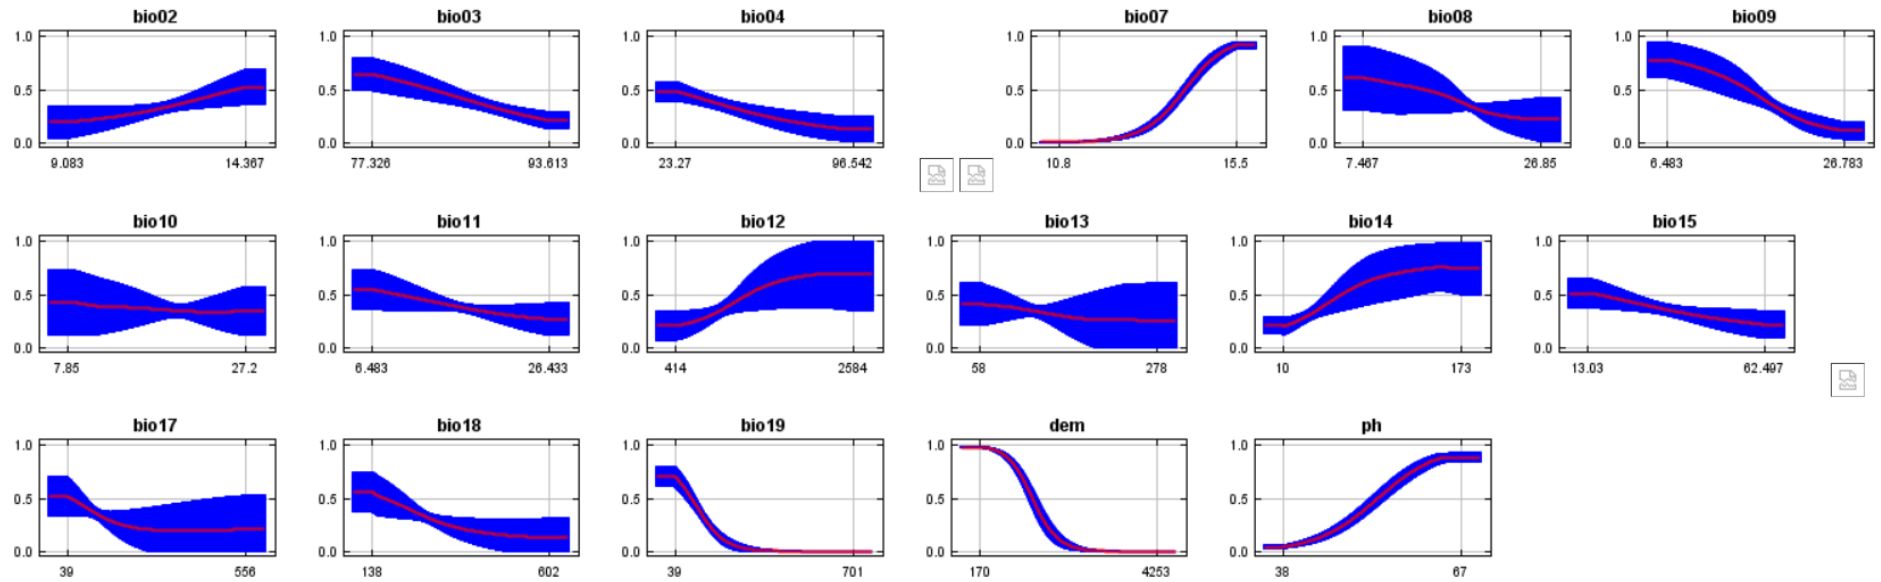 bio02 bio03 bio04 bio07 bio08 bio09
1.0 1.0 1.0 1.0 1.0 1.0
0.5 0.5 0.5 0.5 0.5 0.5
0.0 0.0 0.0 0.0 0.0 0.0
9.083 14.367 77.326 93.613 23.27 96.542 10.8 15.5 7.467 26.85 6.483 26.783
bio10 bio11 bio12 bio13 bio14 bio15
1.0 1.0 1.0 1.0 1.0 1.0
0.5 0.5 0.5 0.5 0.5 0.5
0.0 0.0 0.0 0.0 0.0 0.0
7.85 27.2 6.483 26.433 414 2584 58 278 10 173 13.03 62.497
bio17 bio18 bio19 dem ph
1.0 1.0 1.0 1.0 1.0
0.5 0.5 0.5 0.5 0.5
0.0 0.0 0.0 0.0 0.0
39 556 138 602 39 701 170 4253 38 67